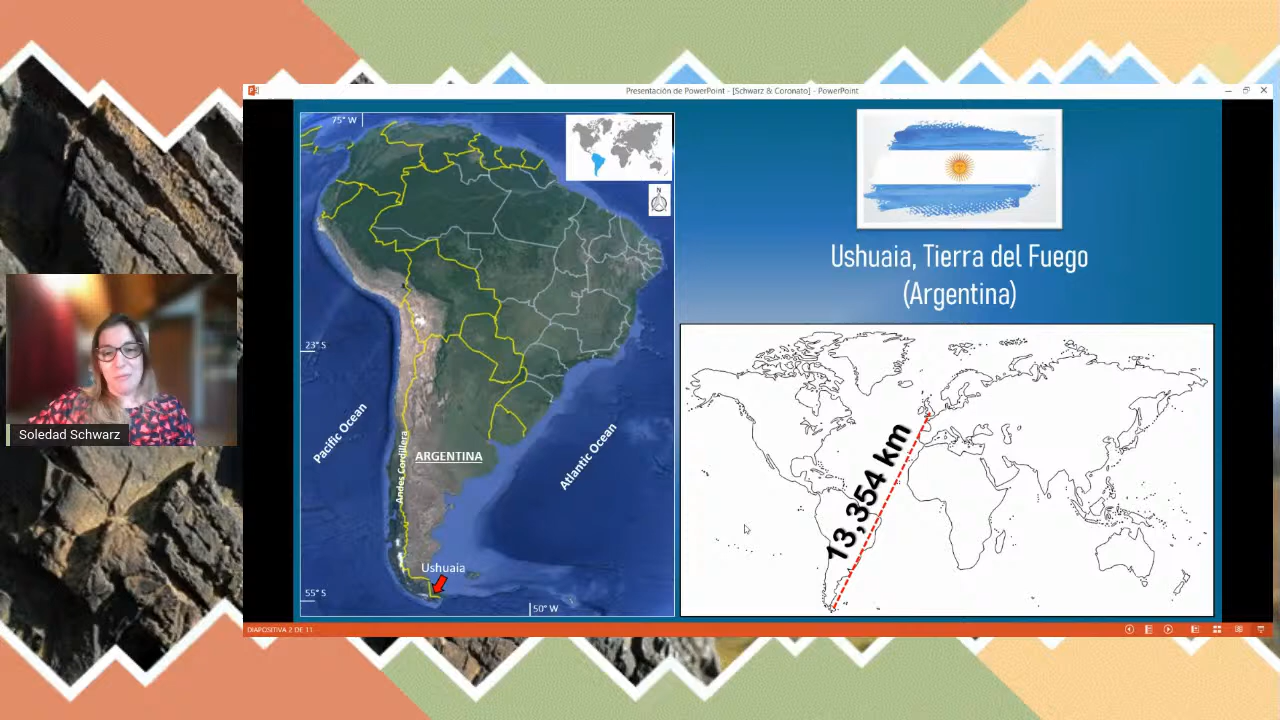 Presentación de PowerPoint - [Schwarz & Coronato] - PowerPoint
75° W
N
23° S
Pacific Ocean
Andes Cordillera
ARGENTINA
Atlantic Ocean
Ushuaia
55° S
50° W
Ushuaia, Tierra del Fuego
(Argentina)
13,354 km
Soledad Schwarz
DIAPOSITIVA 2 DE 11